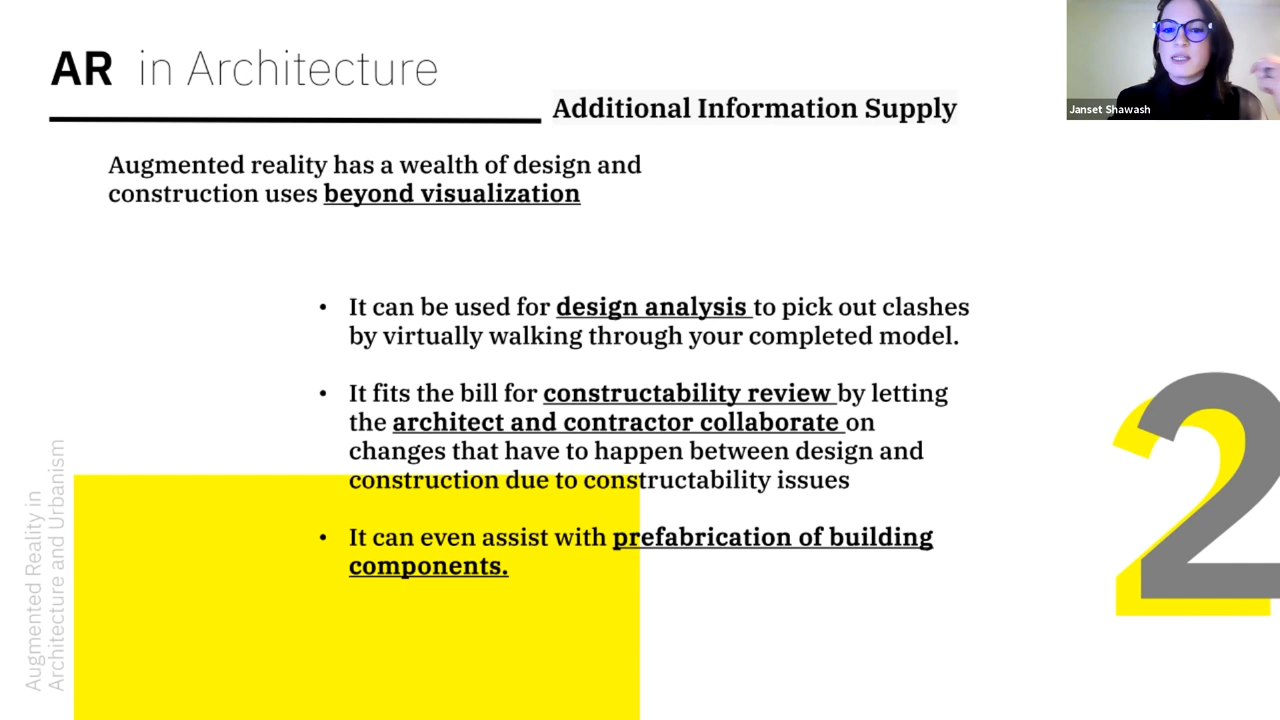 AR in Architecture
Additional Information Supply
Janset Shawash
Augmented reality has a wealth of design and
construction uses beyond visualization
• It can be used for design analysis to pick out clashes
by virtually walking through your completed model.
• It fits the bill for constructability review by letting
the architect and contractor collaborate on
changes that have to happen between design and
construction due to constructability issues
• It can even assist with prefabrication of building
components.
2
Augmented Reality in
Architecture and Urbanism